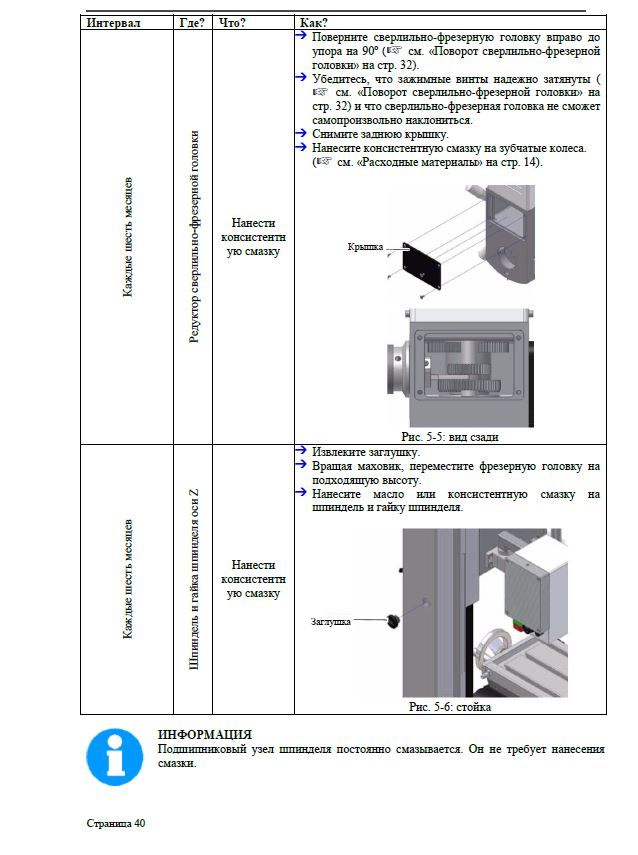 Интервал Где? Что? Как?
Каждые шесть месяцев
Редуктор сверлильно-фрезерной головки
Нанести
консистентн
ую смазку
➔ Поверните сверлильно-фрезерную головку вправо до
упора на 90º (☞ см. «Поворот сверлильно-фрезерной
головки» на стр. 32).
➔ Убедитесь, что зажимные винты надежно затянуты (
☞ см. «Поворот сверлильно-фрезерной головки» на
стр. 32) и что сверлильно-фрезерная головка не сможет
самопроизвольно наклониться.
➔ Снимите заднюю крышку.
➔ Нанесите консистентную смазку на зубчатые колеса.
(☞ см. «Расходные материалы» на стр. 14).
Крышка
Рис. 5-5: вид сзади
Каждые шесть месяцев
Шпиндель и гайка шпинделя оси Z
Нанести
консистентн
ую смазку
➔ Извлеките заглушку.
➔ Вращая маховик, переместите фрезерную головку на
подходящую высоту.
➔ Нанесите масло или консистентную смазку на
шпиндель и гайку шпинделя.
Заглушка
Рис. 5-6: стойка
ИНФОРМАЦИЯ
Подшипниковый узел шпинделя постоянно смазывается. Он не требует нанесения
смазки.
Страница 40